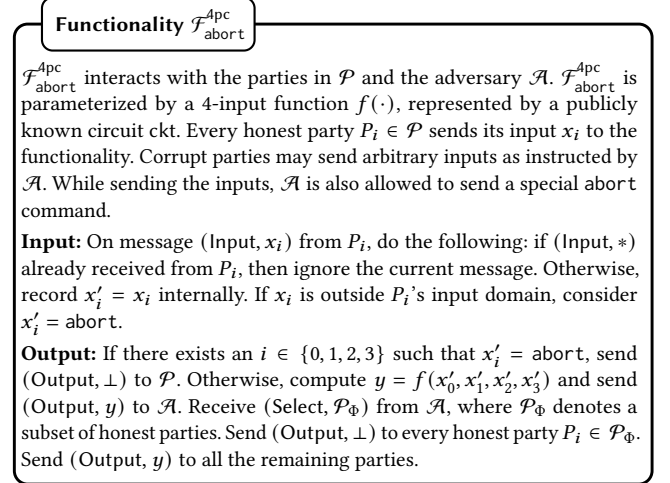 Functionality ℱ_abort^4pc
ℱ_abort^4pc interacts with the parties in 𝒫 and the adversary 𝒜. ℱ_abort^4pc is
parameterized by a 4-input function f(·), represented by a publicly
known circuit ckt. Every honest party P_i ∈ 𝒫 sends its input x_i to the
functionality. Corrupt parties may send arbitrary inputs as instructed by
𝒜. While sending the inputs, 𝒜 is also allowed to send a special abort
command.
Input: On message (Input, x_i) from P_i, do the following: if (Input, ∗)
already received from P_i, then ignore the current message. Otherwise,
record x′_i = x_i internally. If x_i is outside P_i's input domain, consider
x′_i = abort.
Output: If there exists an i ∈ {0, 1, 2, 3} such that x′_i = abort, send
(Output, ⊥) to 𝒫. Otherwise, compute y = f(x′_0, x′_1, x′_2, x′_3) and send
(Output, y) to 𝒜. Receive (Select, 𝒫_Φ) from 𝒜, where 𝒫_Φ denotes a
subset of honest parties. Send (Output, ⊥) to every honest party P_i ∈ 𝒫_Φ.
Send (Output, y) to all the remaining parties.